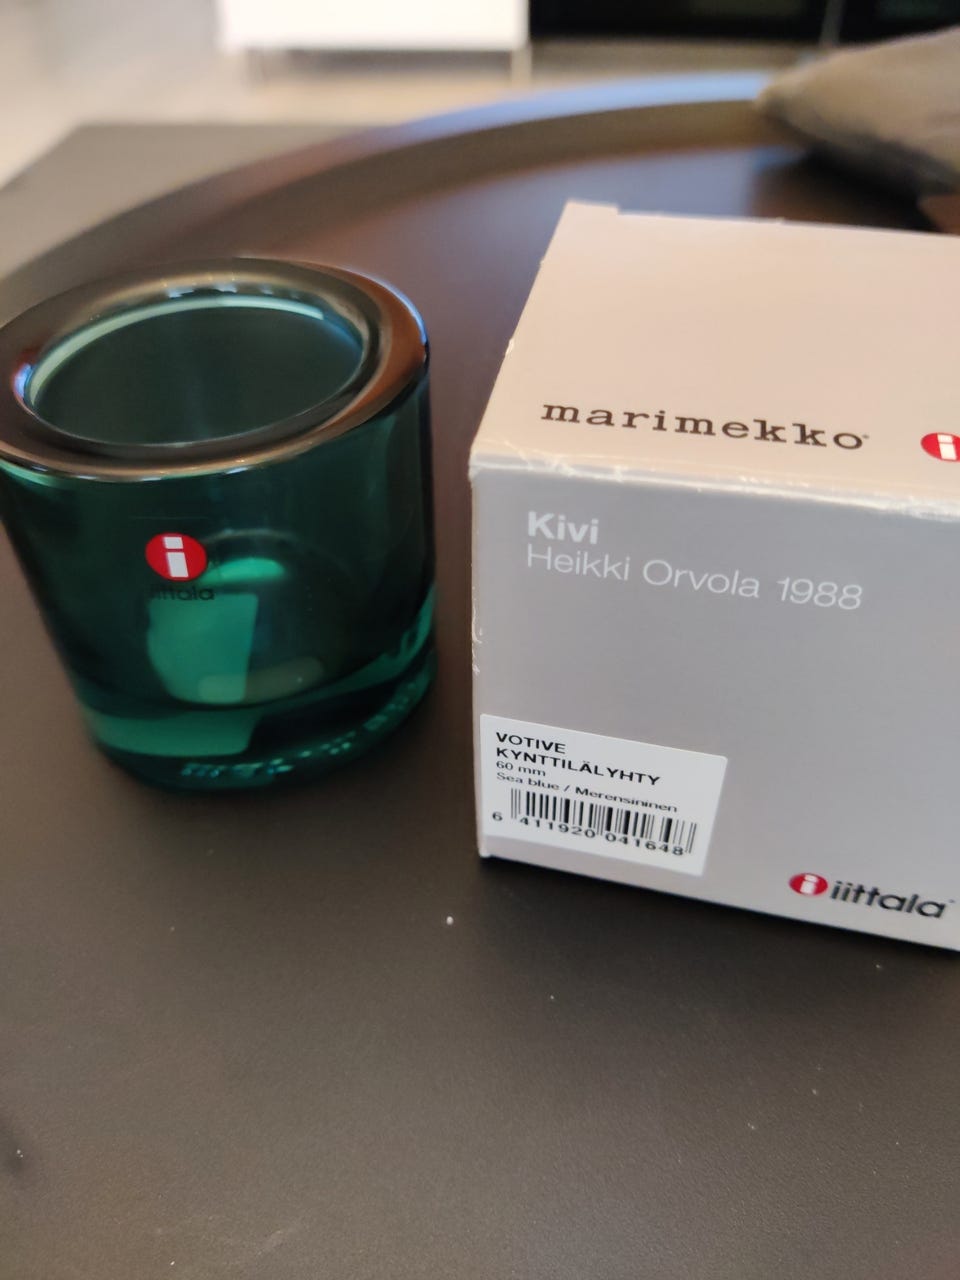 marimekko®
i
Kivi
Heikki Orvola 1988
i
iittala
VOTIVE
KYNTTILÄLYHTY
60 mm
Sea blue / Merensininen
6 411920 041648
i iittala